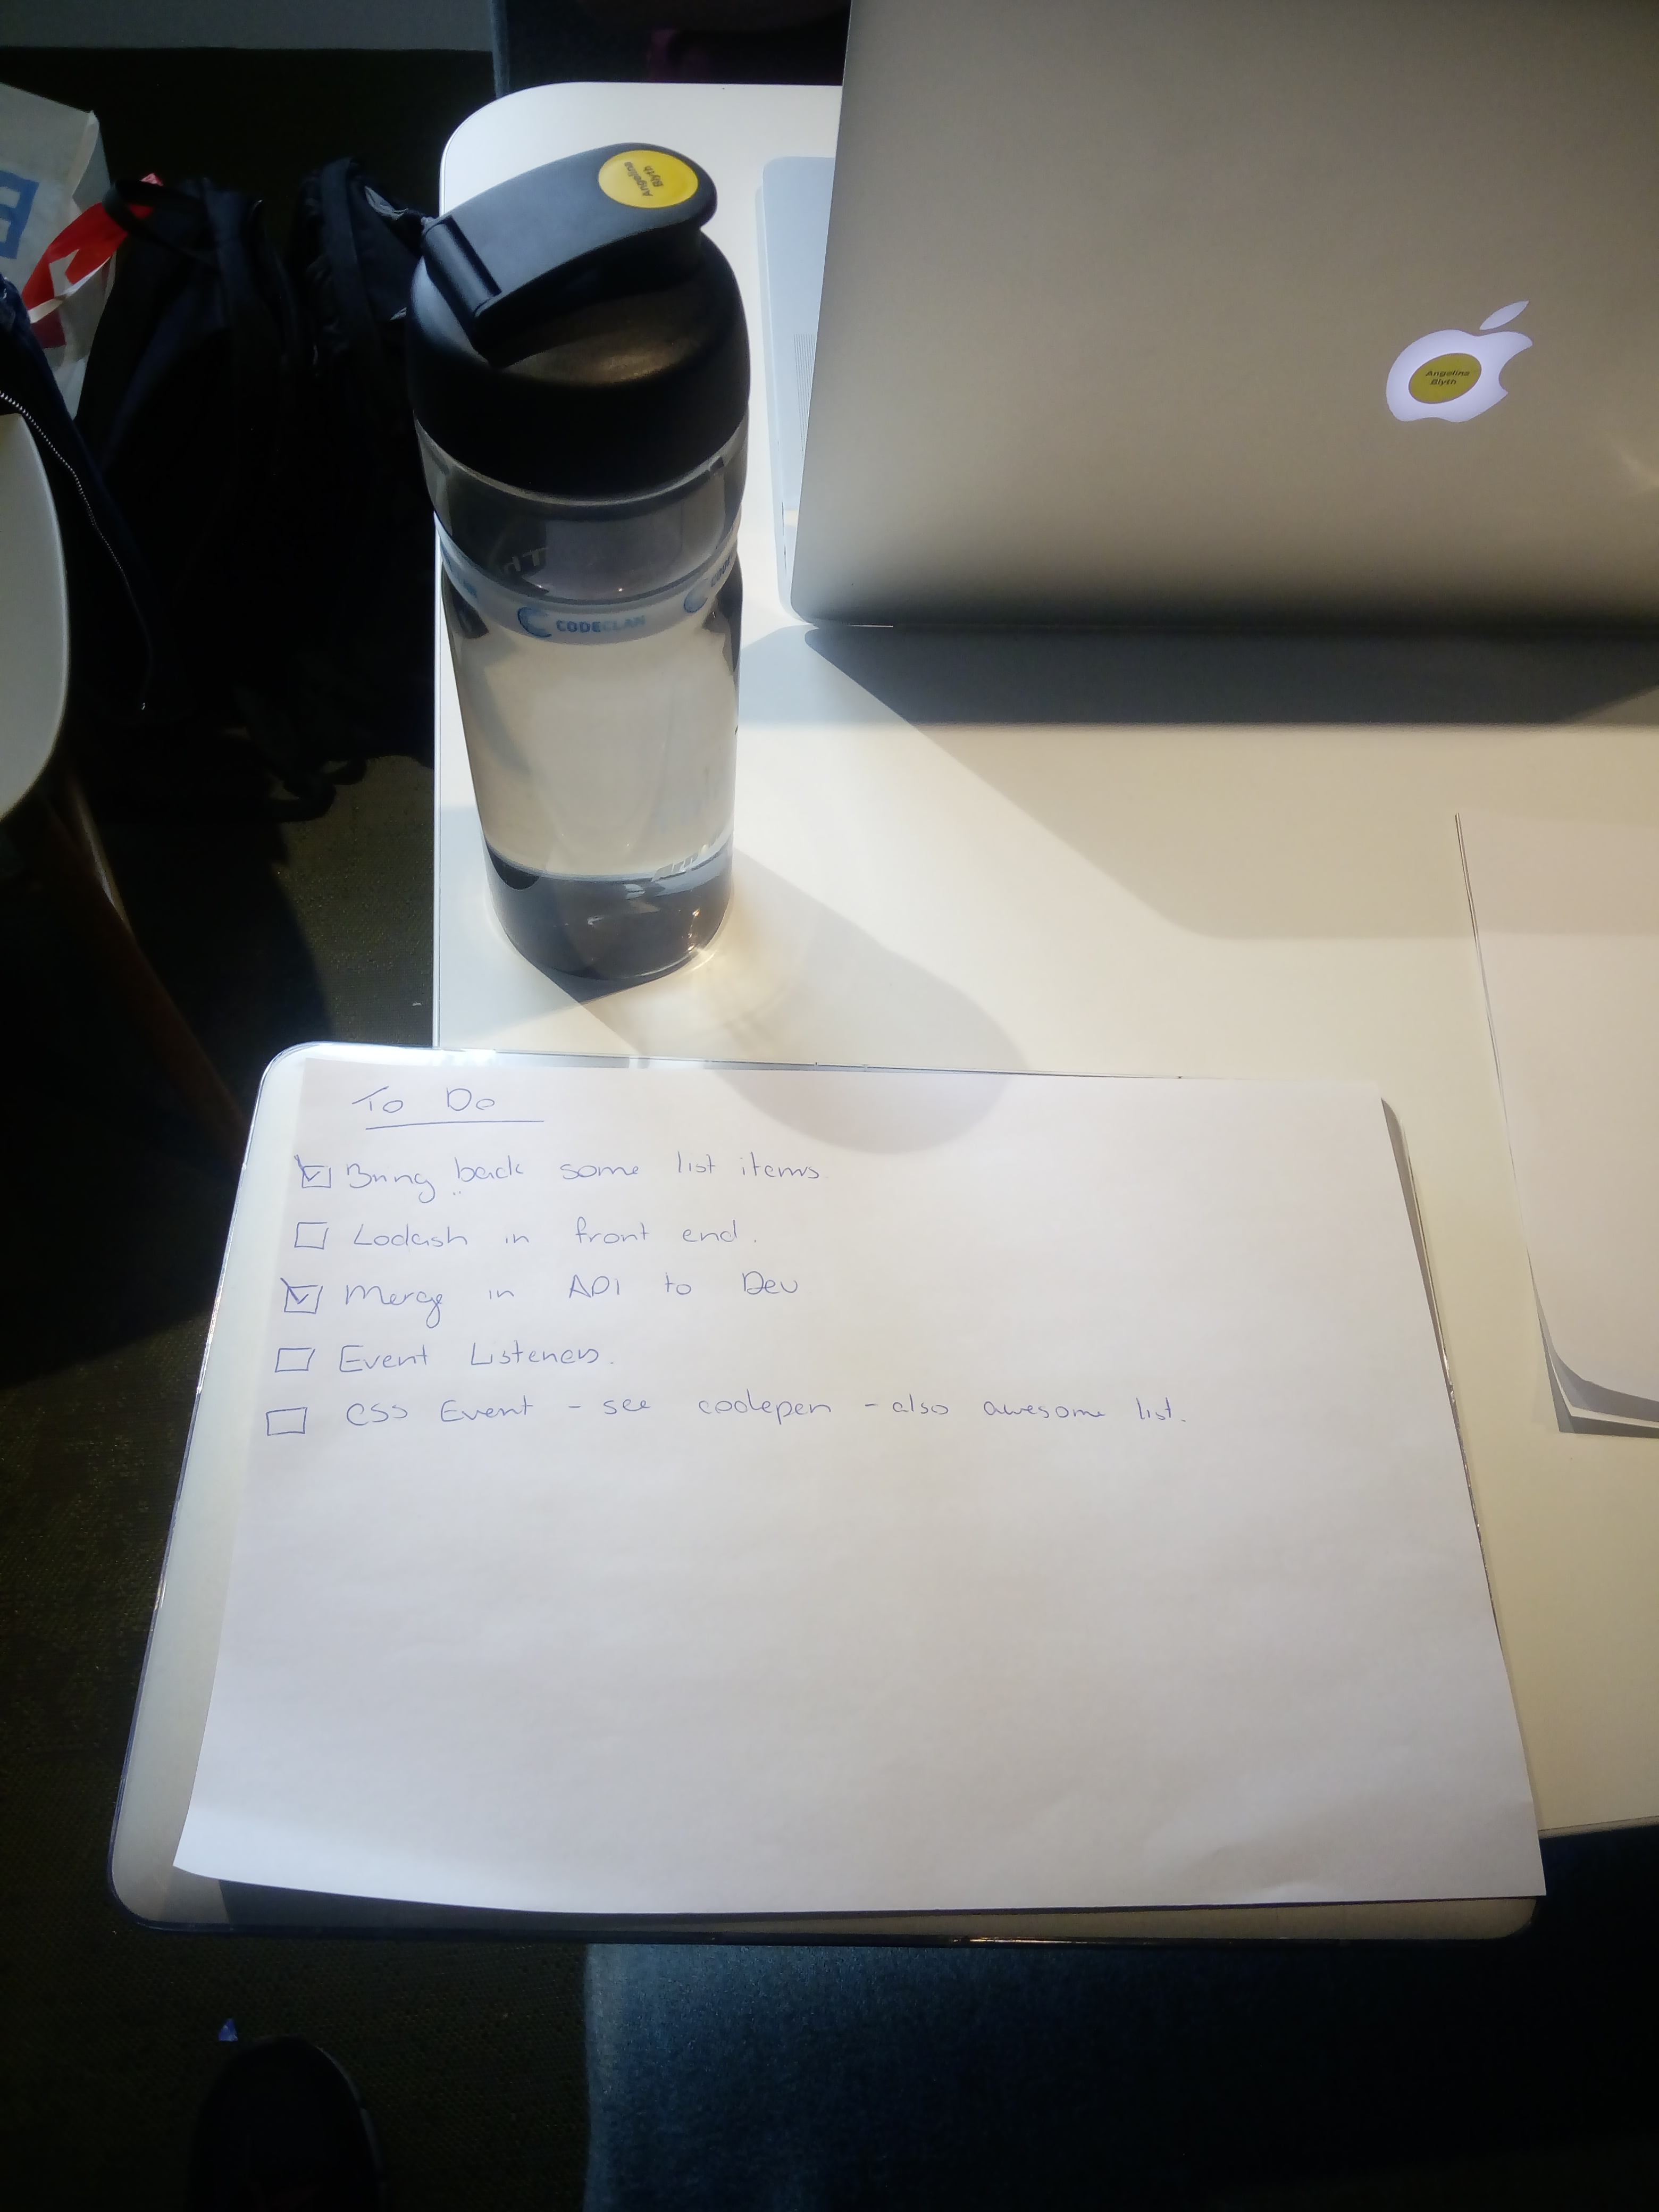 Angelina
Blyth
Angelina
Blyth
CODECLAN
To Do
Bring back some list items.
Lodash in front end.
Merge in API to Dev
Event Listeners.
CSS Event - see codepen - also awesome list.